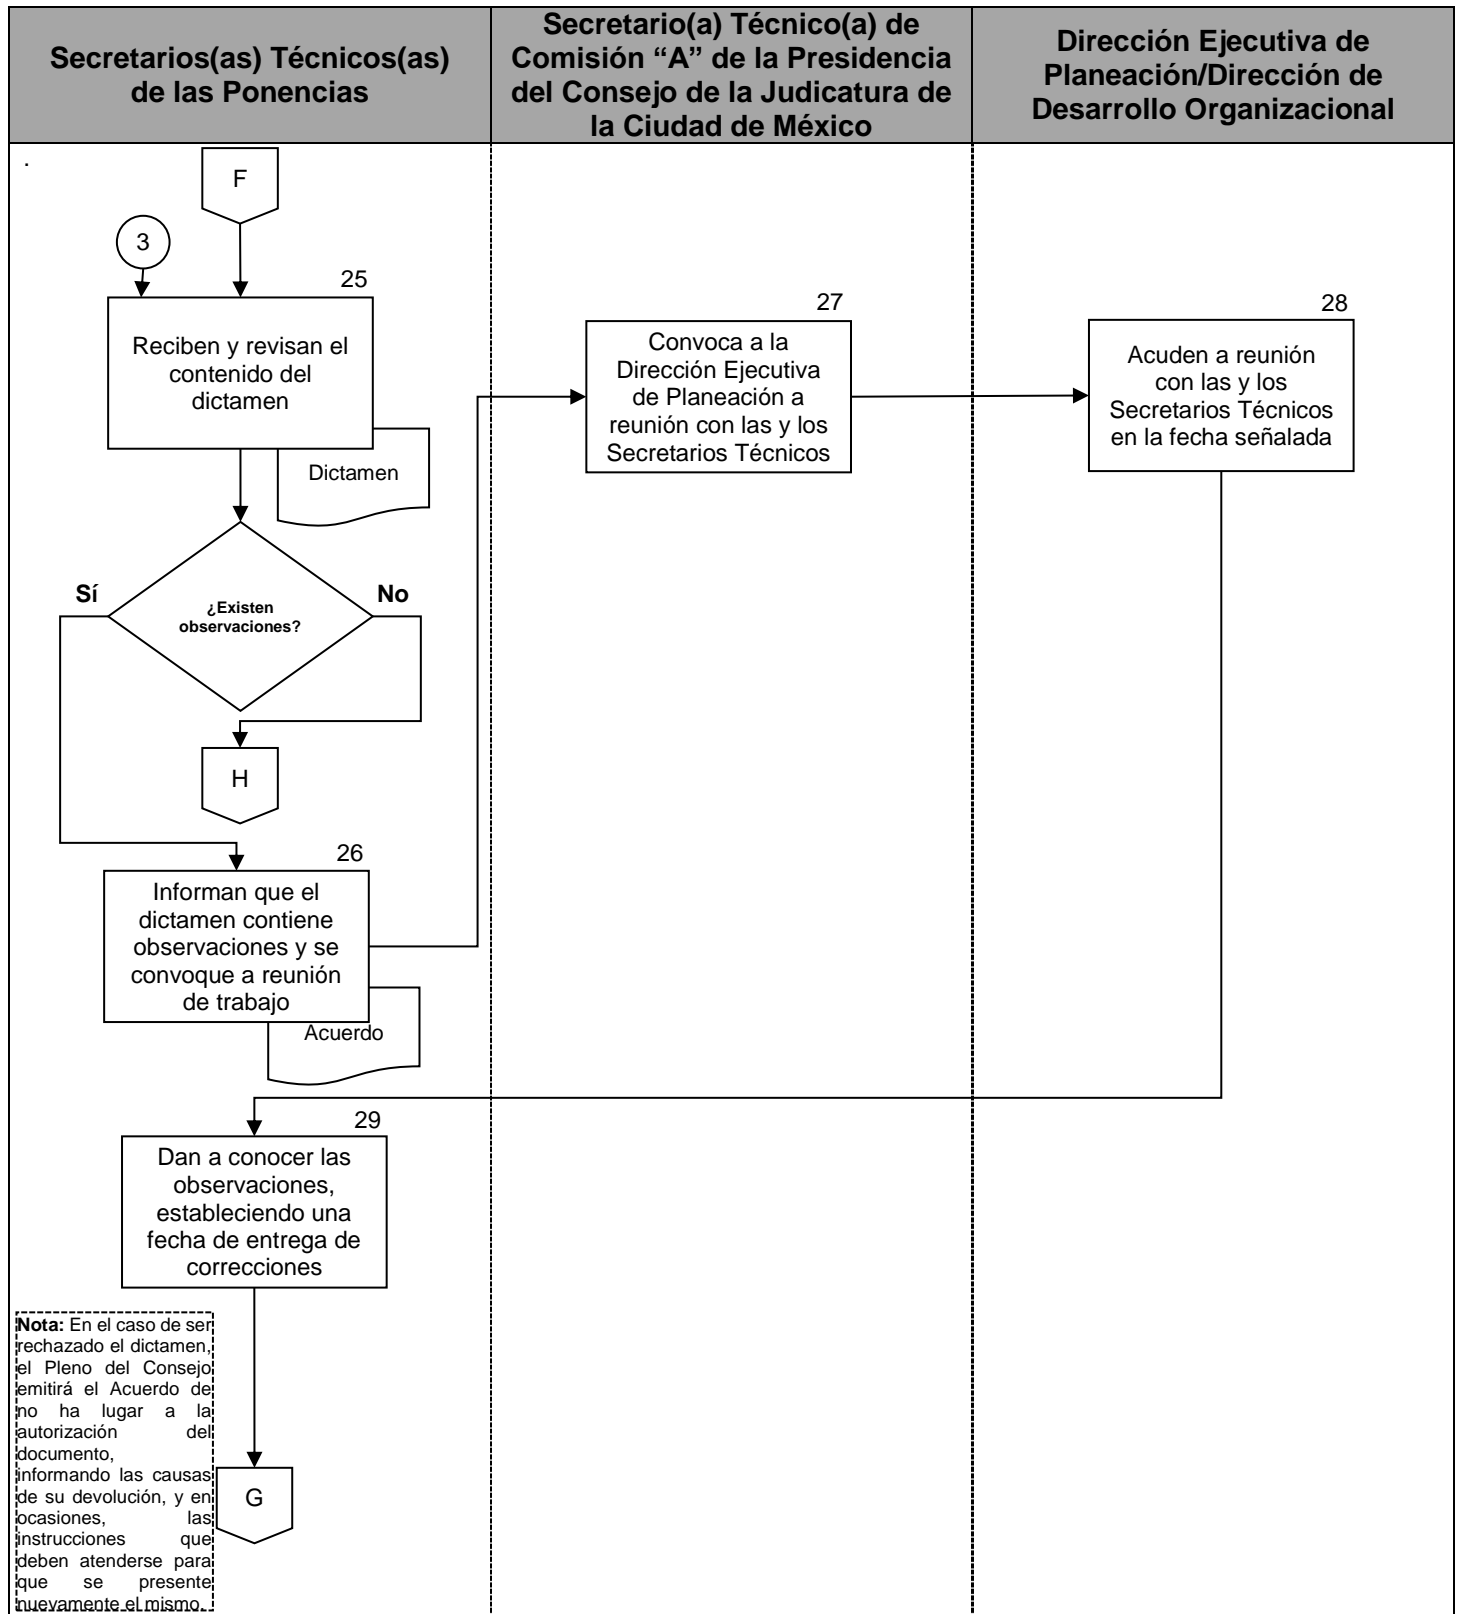 Secretarios(as) Técnicos(as)
de las Ponencias
Secretario(a) Técnico(a) de
Comisión “A” de la Presidencia
del Consejo de la Judicatura de
la Ciudad de México
Dirección Ejecutiva de
Planeación/Dirección de
Desarrollo Organizacional
.
F
3
25
Reciben y revisan el
contenido del
dictamen
Dictamen
27
Convoca a la
Dirección Ejecutiva
de Planeación a
reunión con las y los
Secretarios Técnicos
28
Acuden a reunión
con las y los
Secretarios Técnicos
en la fecha señalada
Sí
¿Existen
observaciones?
No
H
26
Informan que el
dictamen contiene
observaciones y se
convoque a reunión
de trabajo
Acuerdo
29
Dan a conocer las
observaciones,
estableciendo una
fecha de entrega de
correcciones
Nota: En el caso de ser
rechazado el dictamen,
el Pleno del Consejo
emitirá el Acuerdo de
no ha lugar a la
autorización del
documento,
informando las causas
de su devolución, y en
ocasiones, las
instrucciones que
deben atenderse para
que se presente
nuevamente el mismo.
G